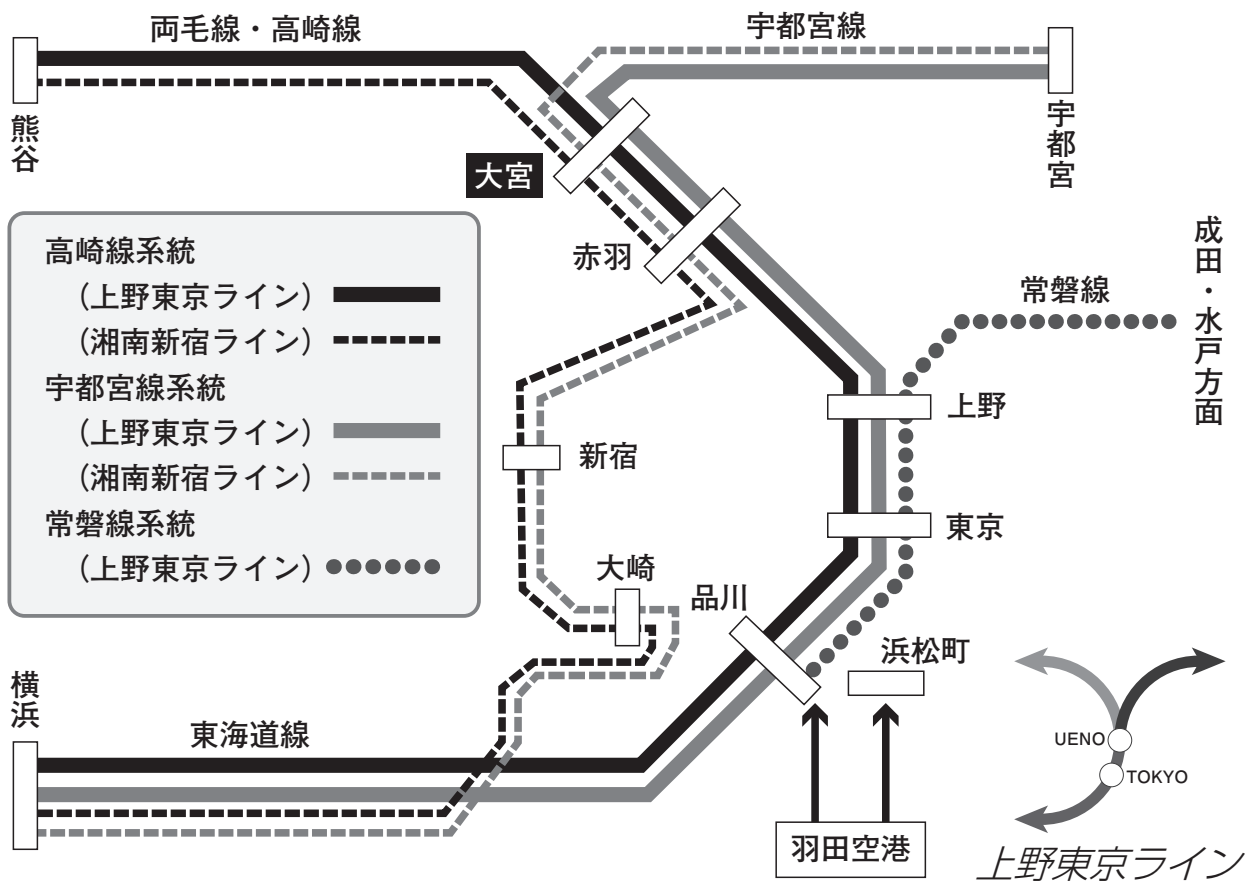 両毛線・高崎線
宇都宮線
熊谷
宇都宮
大宮
赤羽
成田・水戸方面
常磐線
高崎線系統
（上野東京ライン）
（湘南新宿ライン）
宇都宮線系統
（上野東京ライン）
（湘南新宿ライン）
常磐線系統
（上野東京ライン）
上野
新宿
東京
大崎
品川
浜松町
横浜
東海道線
UENO
TOKYO
羽田空港
上野東京ライン